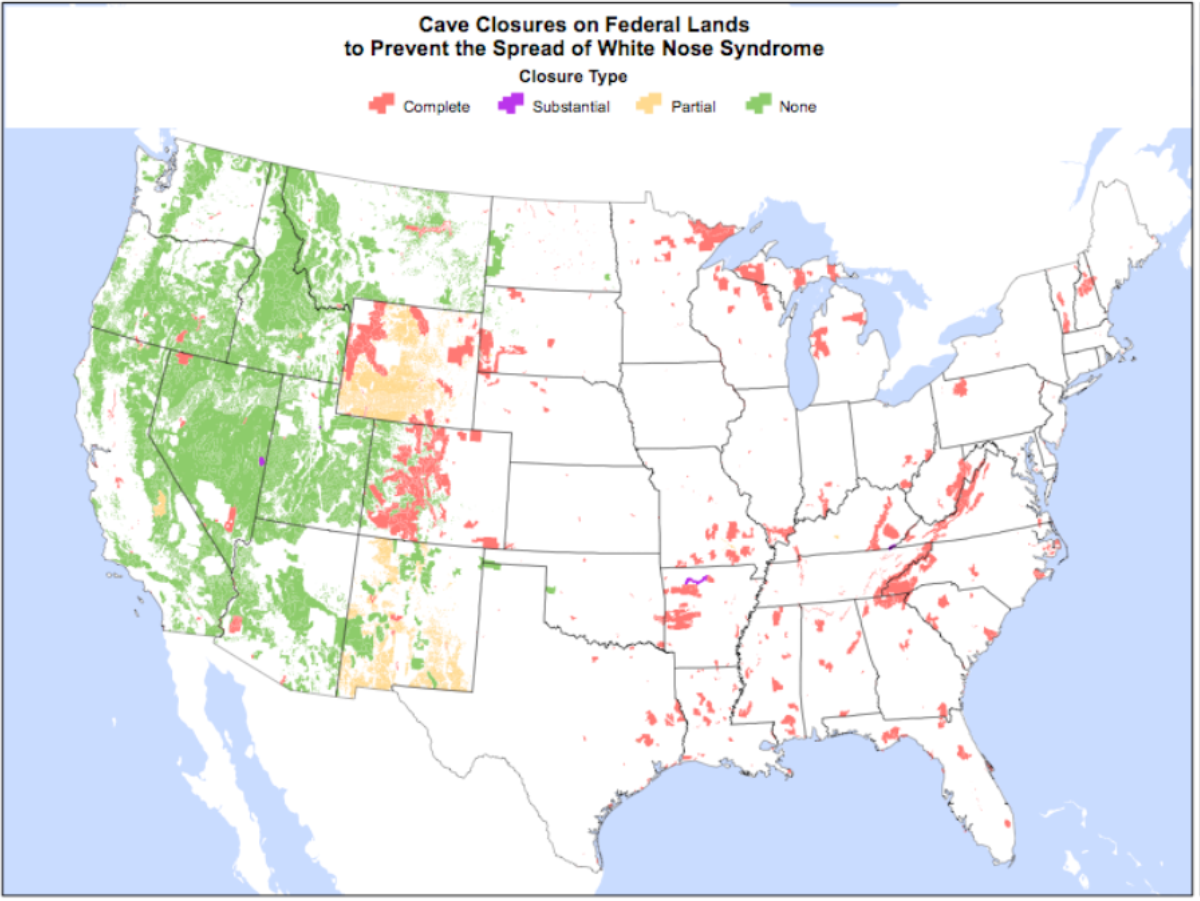 Cave Closures on Federal Lands
to Prevent the Spread of White Nose Syndrome
Closure Type
Complete Substantial Partial None